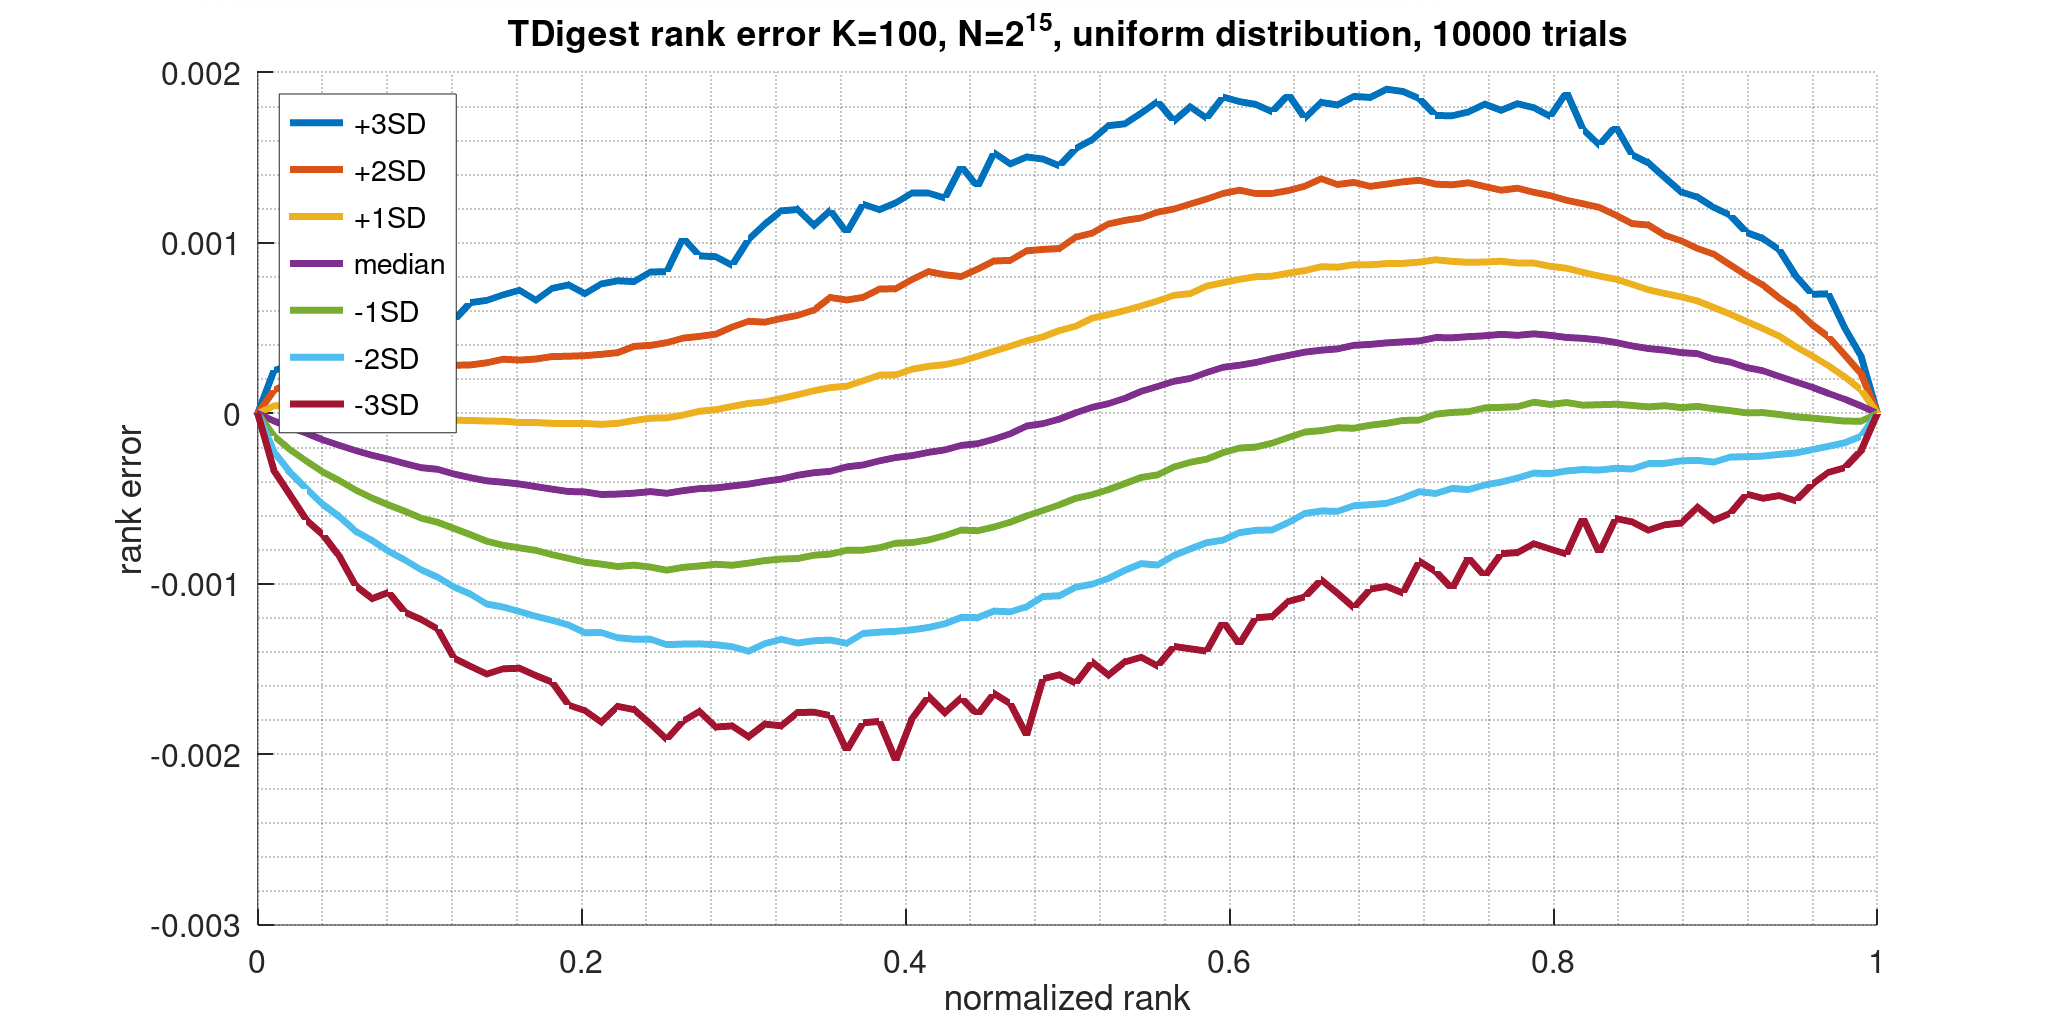 TDigest rank error K=100, N=2^15, uniform distribution, 10000 trials
0.002
0.001
0
-0.001
-0.002
-0.003
rank error
+3SD
+2SD
+1SD
median
-1SD
-2SD
-3SD
0
0.2
0.4
0.6
0.8
1
normalized rank